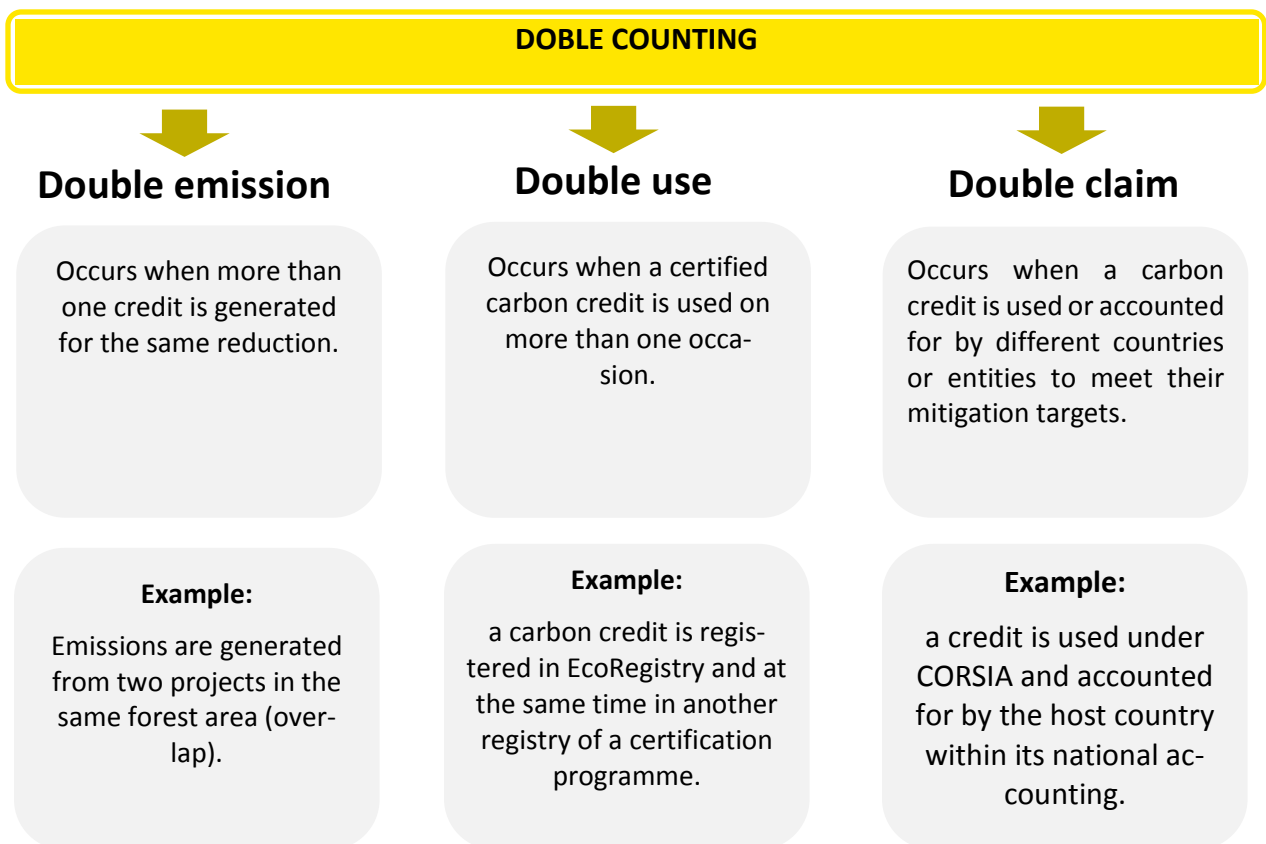 DOBLE COUNTING
Double emission
Occurs when more than
one credit is generated
for the same reduction.
Example:
Emissions are generated
from two projects in the
same forest area (over-
lap).
Double use
Occurs when a certified
carbon credit is used on
more than one occa-
sion.
Example:
a carbon credit is regis-
tered in EcoRegistry and at
the same time in another
registry of a certification
programme.
Double claim
Occurs when a carbon
credit is used or accounted
for by different countries
or entities to meet their
mitigation targets.
Example:
a credit is used under
CORSIA and accounted
for by the host country
within its national ac-
counting.